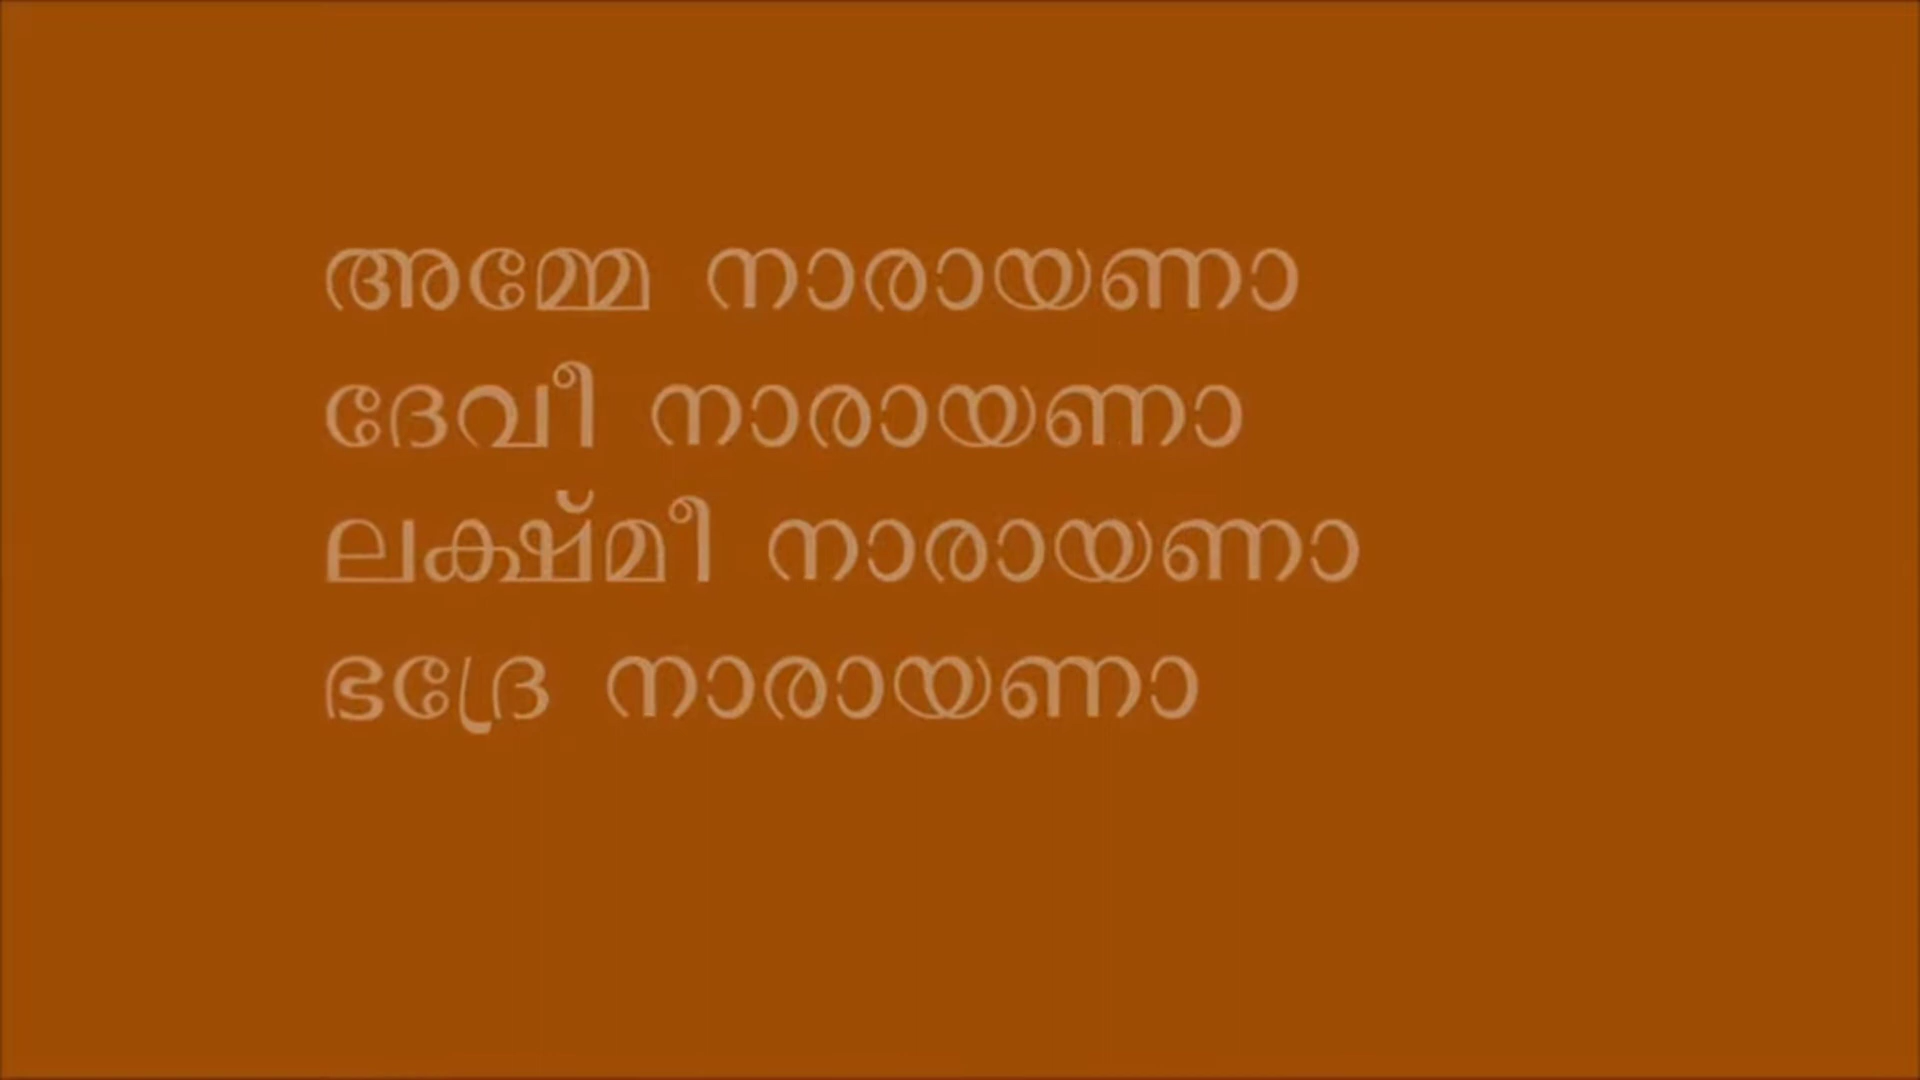 അമ്മേ നാരായണാ
ദേവീ നാരായണാ
ലക്ഷ്മീ നാരായണാ
ഭദ്രേ നാരായണാ